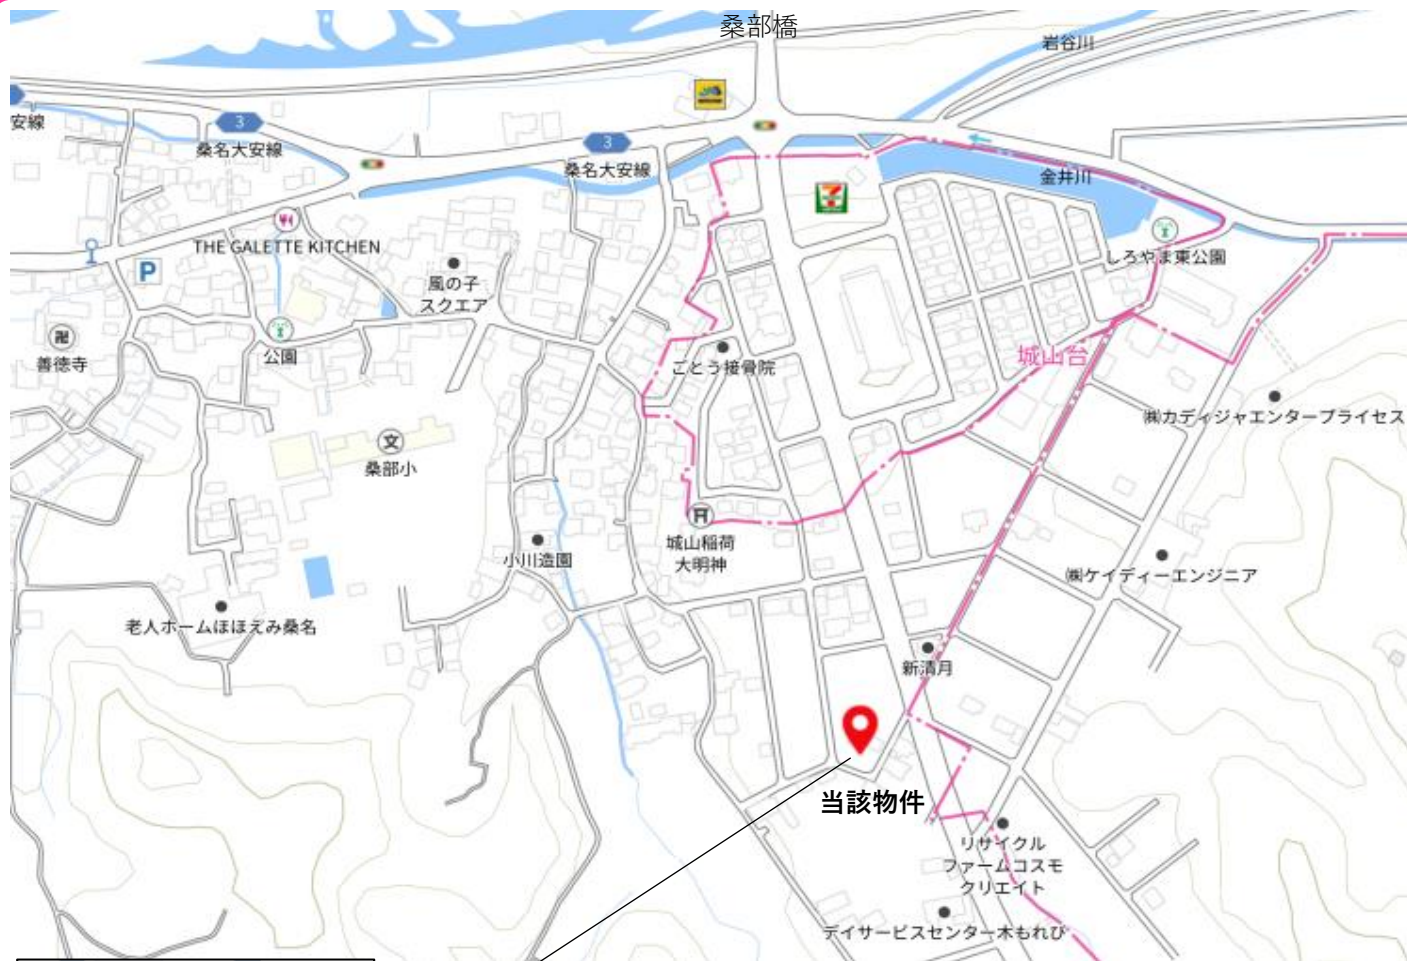 桑部橋
岩谷川
安線
3
桑名大安線
3
桑名大安線
金井川
THE GALETTE KITCHEN
しろやま東公園
P
風の子
スクエア
善徳寺
公園
ごとう接骨院
城山台
㈱カディジャエンタープライセス
文
桑部小
城山稲荷
大明神
小川造園
㈱ケイディーエンジニア
老人ホームほほえみ桑名
新清月
当該物件
リサイクル
ファームコスモ
クリエイト
デイサービスセンター木もれび